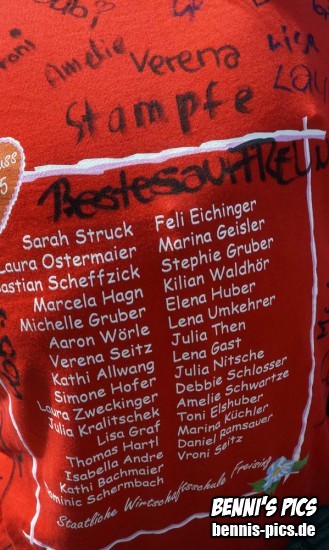 Amelie Verena
Stampfe
Sarah Struck
Laura Ostermaier
Bastian Scheffzick
Marcela Hagn
Michelle Gruber
Aaron Wörle
Verena Seitz
Kathi Allwang
Simone Hofer
Laura Zweckinger
Julia Kralitschek
Lisa Graf
Thomas Hartl
Isabella Andre
Kathi Bachmaier
Dominic Schermbach
Feli Eichinger
Marina Geisler
Stephie Gruber
Kilian Waldhör
Elena Huber
Lena Umkehrer
Julia Then
Lena Gast
Julia Nitsche
Debbie Schlosser
Amelie Schwartze
Toni Elshuber
Marina Küchler
Daniel Ramsauer
Vroni Seitz
Staatliche Wirtschaftsschule Freising
BENNI'S PICS
bennis-pics.de